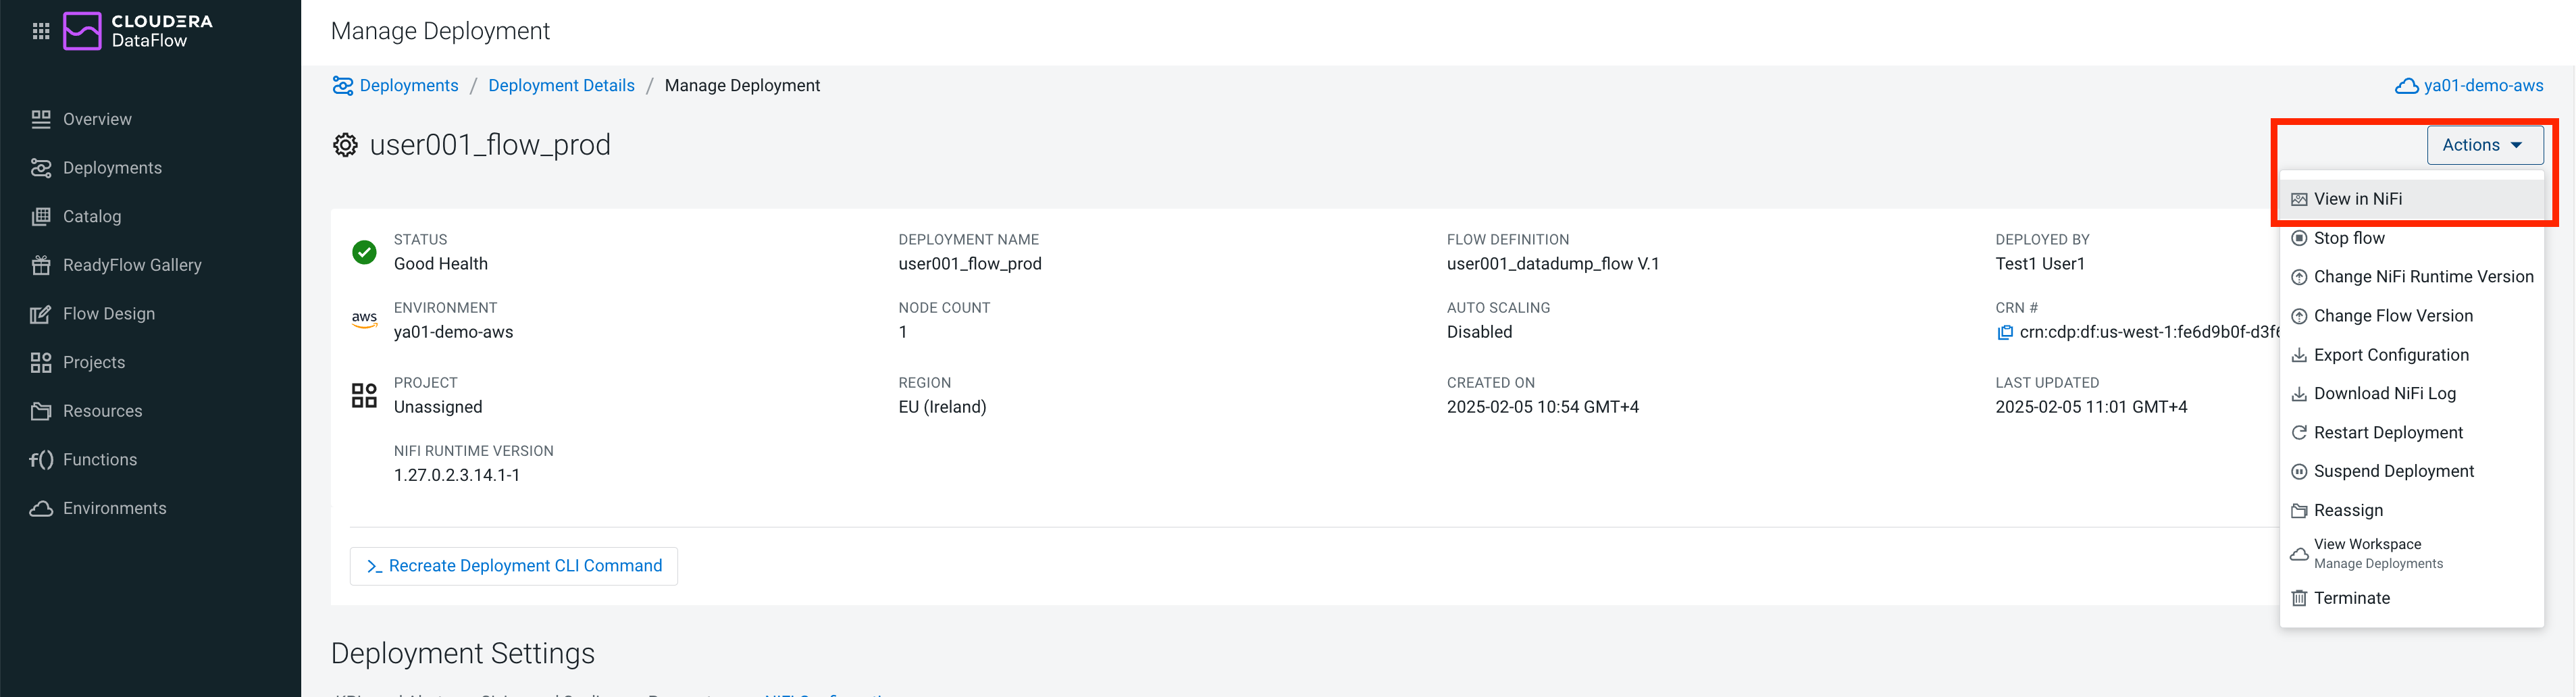 CLOUDERA
DataFlow
Overview
Deployments
Catalog
ReadyFlow Gallery
Flow Design
Projects
Resources
f() Functions
Environments
Manage Deployment
Deployments / Deployment Details / Manage Deployment
ya01-demo-aws
user001_flow_prod
Actions
View in NiFi
Stop flow
Change NiFi Runtime Version
Change Flow Version
Export Configuration
Download NiFi Log
Restart Deployment
Suspend Deployment
Reassign
View Workspace
Manage Deployments
Terminate
STATUS
Good Health
DEPLOYMENT NAME
user001_flow_prod
FLOW DEFINITION
user001_datadump_flow V.1
DEPLOYED BY
Test1 User1
aws
ENVIRONMENT
ya01-demo-aws
NODE COUNT
1
AUTO SCALING
Disabled
CRN #
crn:cdp:df:us-west-1:fe6d9b0f-d3f6
PROJECT
Unassigned
REGION
EU (Ireland)
CREATED ON
2025-02-05 10:54 GMT+4
LAST UPDATED
2025-02-05 11:01 GMT+4
NIFI RUNTIME VERSION
1.27.0.2.3.14.1-1
>_ Recreate Deployment CLI Command
Deployment Settings